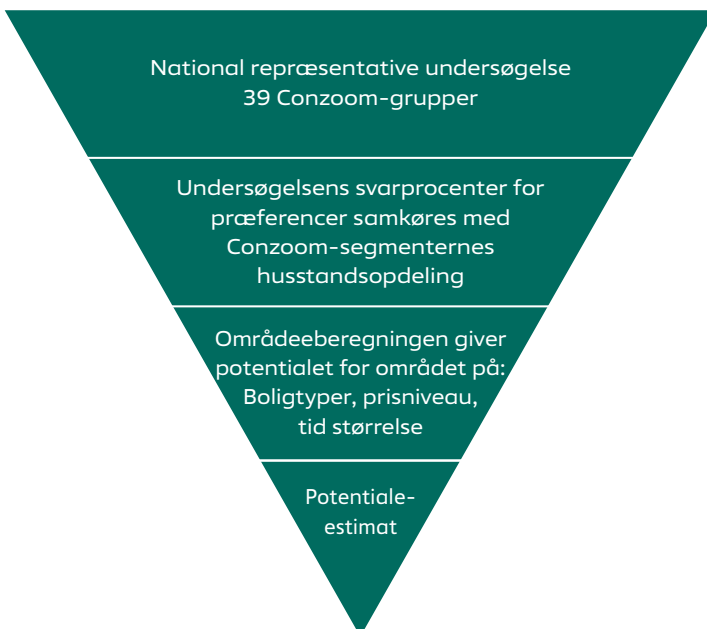 National repræsentative undersøgelse
39 Conzoom-grupper
Undersøgelsens svarprocenter for
præferencer samkøres med
Conzoom-segmenternes
husstandsopdeling
Områdeeberegningen giver
potentialet for området på:
Boligtyper, prisniveau,
tid størrelse
Potentiale-
estimat